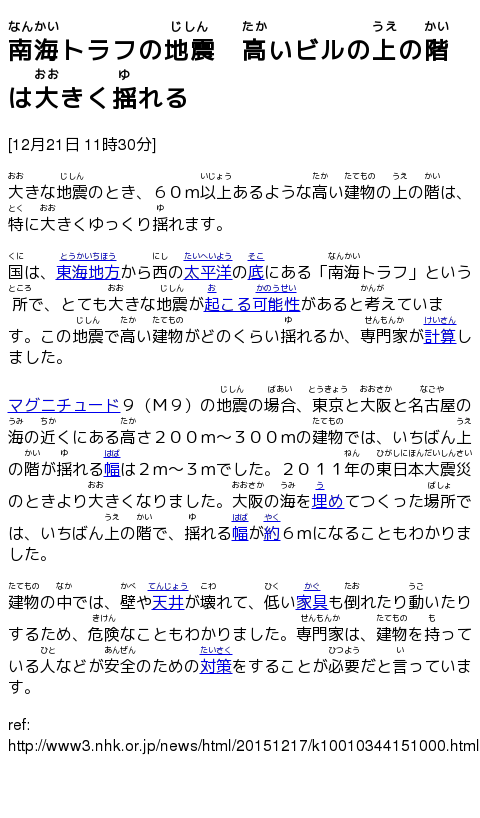 南海トラフの地震　高いビルの上の階
は大きく揺れる
[12月21日 11時30分]
大きな地震のとき、６０ｍ以上あるような高い建物の上の階は、
特に大きくゆっくり揺れます。
国は、東海地方から西の太平洋の底にある「南海トラフ」という
所で、とても大きな地震が起こる可能性があると考えていま
す。この地震で高い建物がどのくらい揺れるか、専門家が計算し
ました。
マグニチュード９（Ｍ９）の地震の場合、東京と大阪と名古屋の
海の近くにある高さ２００ｍ～３００ｍの建物では、いちばん上
の階が揺れる幅は２ｍ～３ｍでした。２０１１年の東日本大震災
のときより大きくなりました。大阪の海を埋めてつくった場所で
は、いちばん上の階で、揺れる幅が約６ｍになることもわかりま
した。
建物の中では、壁や天井が壊れて、低い家具も倒れたり動いたり
するため、危険なこともわかりました。専門家は、建物を持って
いる人などが安全のための対策をすることが必要だと言っていま
す。
ref:
http://www3.nhk.or.jp/news/html/20151217/k10010344151000.html